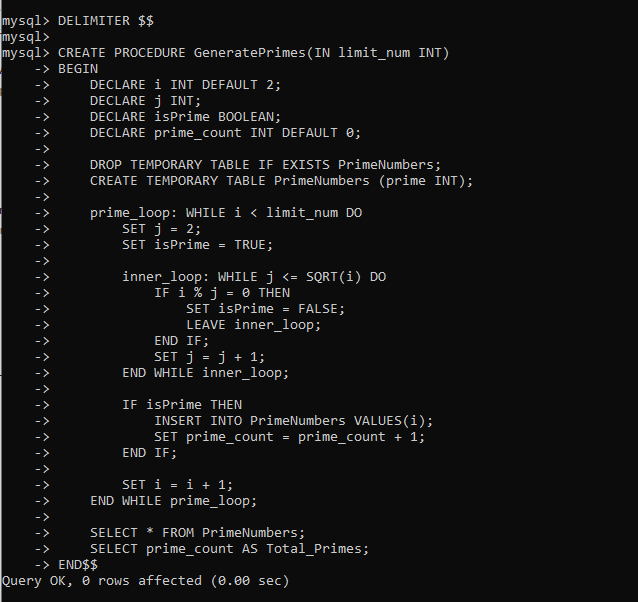 mysql> DELIMITER $$
mysql>
mysql> CREATE PROCEDURE GeneratePrimes(IN limit_num INT)
    -> BEGIN
    ->     DECLARE i INT DEFAULT 2;
    ->     DECLARE j INT;
    ->     DECLARE isPrime BOOLEAN;
    ->     DECLARE prime_count INT DEFAULT 0;
    ->
    ->     DROP TEMPORARY TABLE IF EXISTS PrimeNumbers;
    ->     CREATE TEMPORARY TABLE PrimeNumbers (prime INT);
    ->
    ->     prime_loop: WHILE i < limit_num DO
    ->         SET j = 2;
    ->         SET isPrime = TRUE;
    ->
    ->         inner_loop: WHILE j <= SQRT(i) DO
    ->             IF i % j = 0 THEN
    ->                 SET isPrime = FALSE;
    ->                 LEAVE inner_loop;
    ->             END IF;
    ->             SET j = j + 1;
    ->         END WHILE inner_loop;
    ->
    ->         IF isPrime THEN
    ->             INSERT INTO PrimeNumbers VALUES(i);
    ->             SET prime_count = prime_count + 1;
    ->         END IF;
    ->
    ->         SET i = i + 1;
    ->     END WHILE prime_loop;
    ->
    ->     SELECT * FROM PrimeNumbers;
    ->     SELECT prime_count AS Total_Primes;
    -> END$$
Query OK, 0 rows affected (0.00 sec)